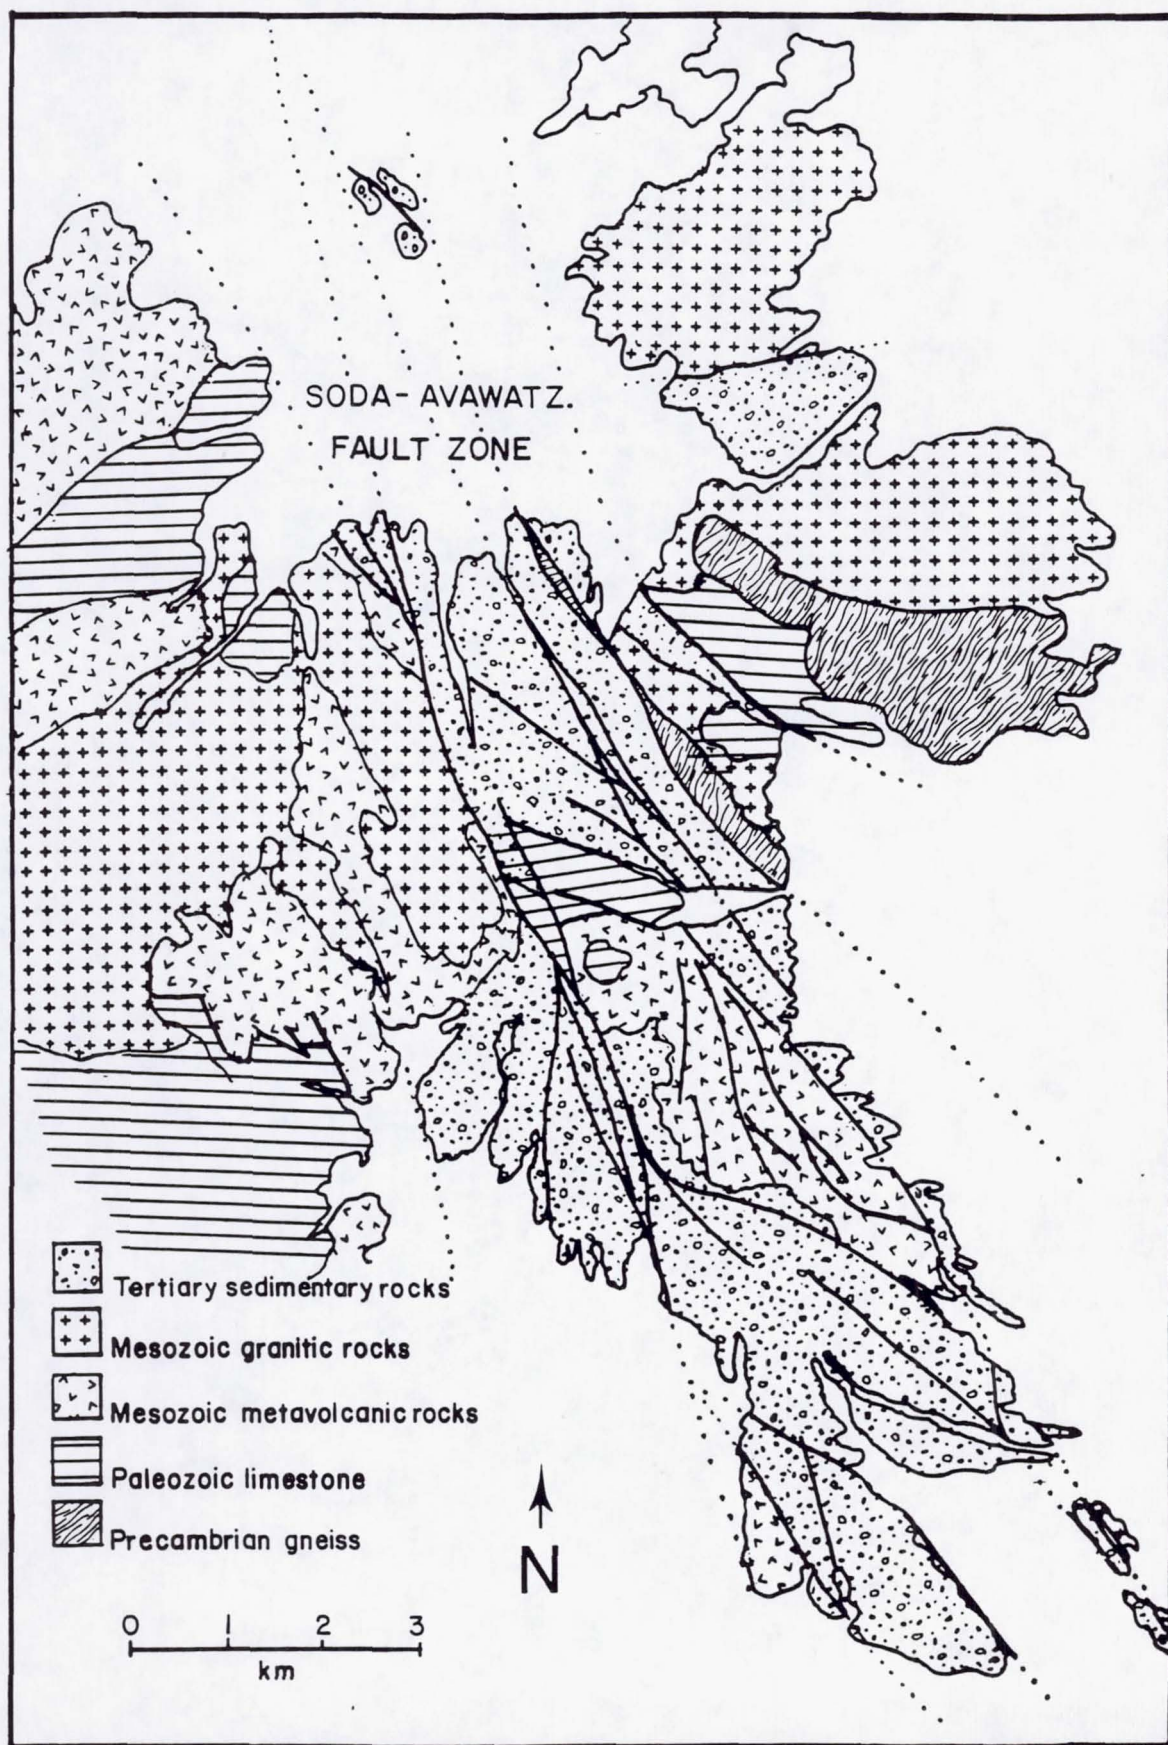 SODA-AVAWATZ.
FAULT ZONE
Tertiary sedimentary rocks
Mesozoic granitic rocks
Mesozoic metavolcanic rocks
Paleozoic limestone
Precambrian gneiss
N
0 1 2 3
km